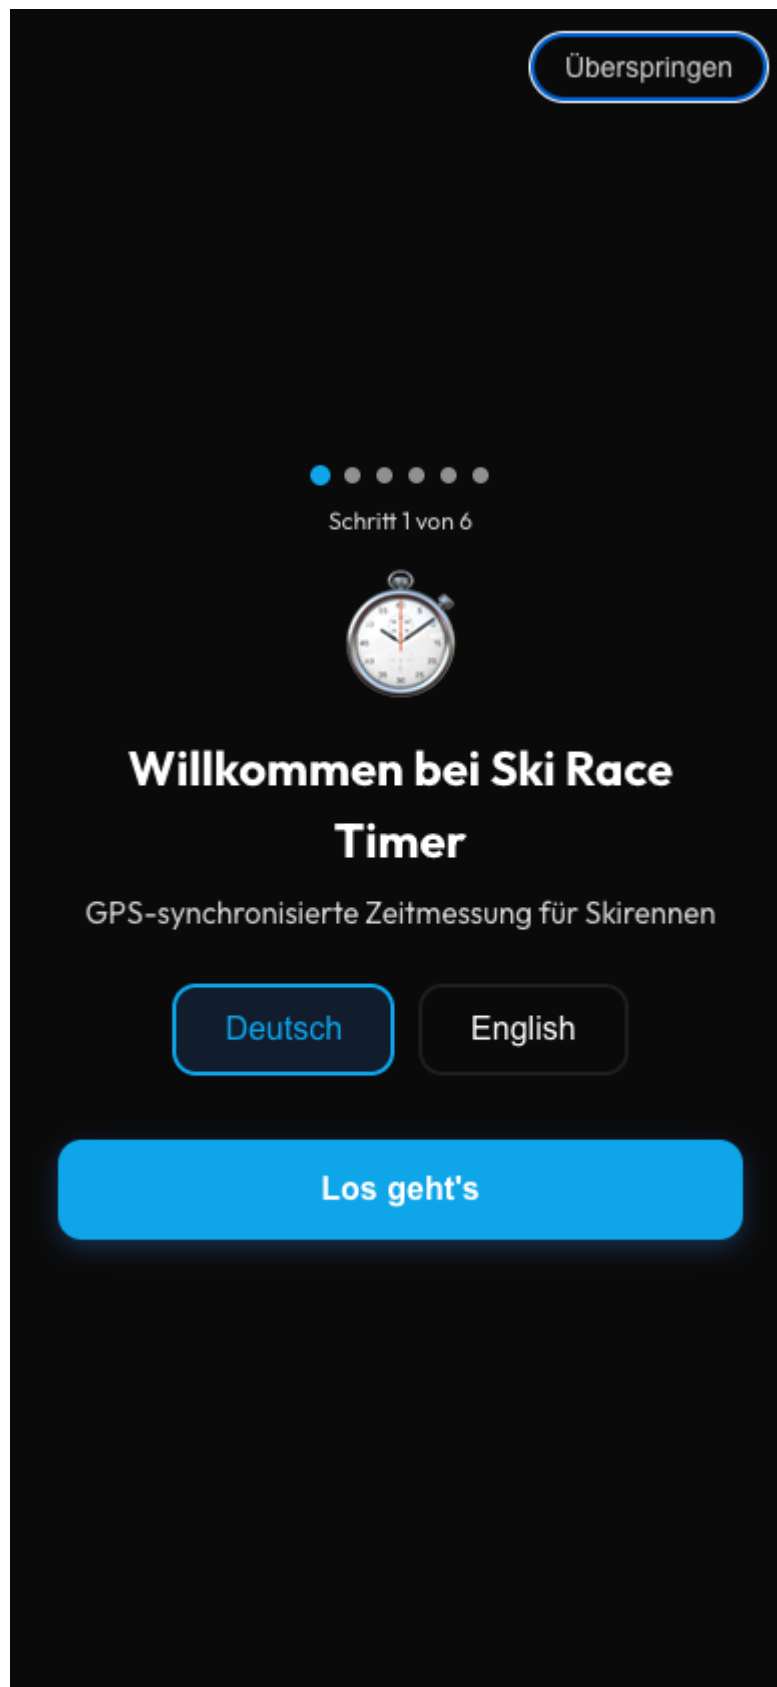 Überspringen
Schritt 1 von 6
Willkommen bei Ski Race
Timer
GPS-synchronisierte Zeitmessung für Skirennen
Deutsch
English
Los geht's